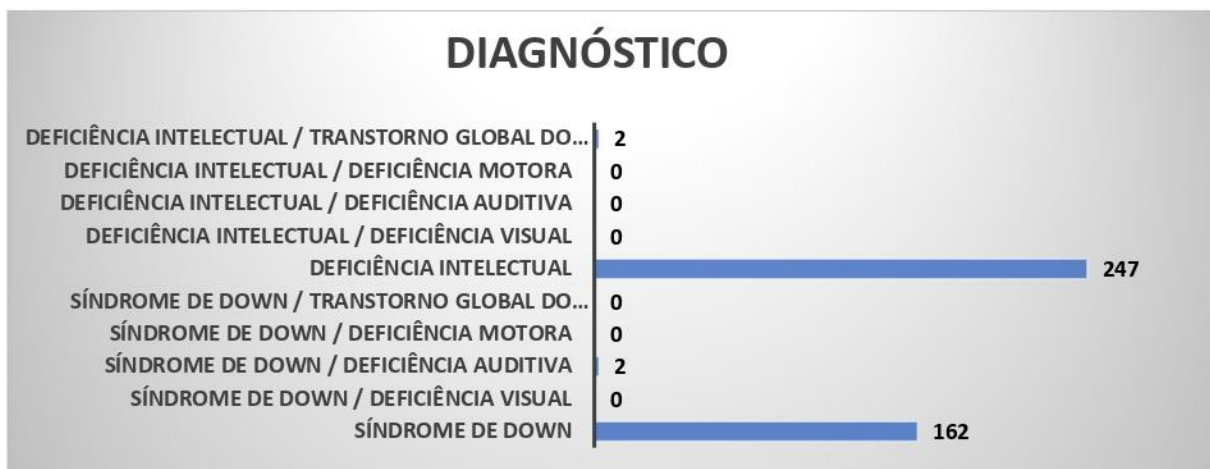 DIAGNÓSTICO
DEFICIÊNCIA INTELECTUAL / TRANSTORNO GLOBAL DO... 2
DEFICIÊNCIA INTELECTUAL / DEFICIÊNCIA MOTORA 0
DEFICIÊNCIA INTELECTUAL / DEFICIÊNCIA AUDITIVA 0
DEFICIÊNCIA INTELECTUAL / DEFICIÊNCIA VISUAL 0
DEFICIÊNCIA INTELECTUAL 247
SÍNDROME DE DOWN / TRANSTORNO GLOBAL DO... 0
SÍNDROME DE DOWN / DEFICIÊNCIA MOTORA 0
SÍNDROME DE DOWN / DEFICIÊNCIA AUDITIVA 2
SÍNDROME DE DOWN / DEFICIÊNCIA VISUAL 0
SÍNDROME DE DOWN 162